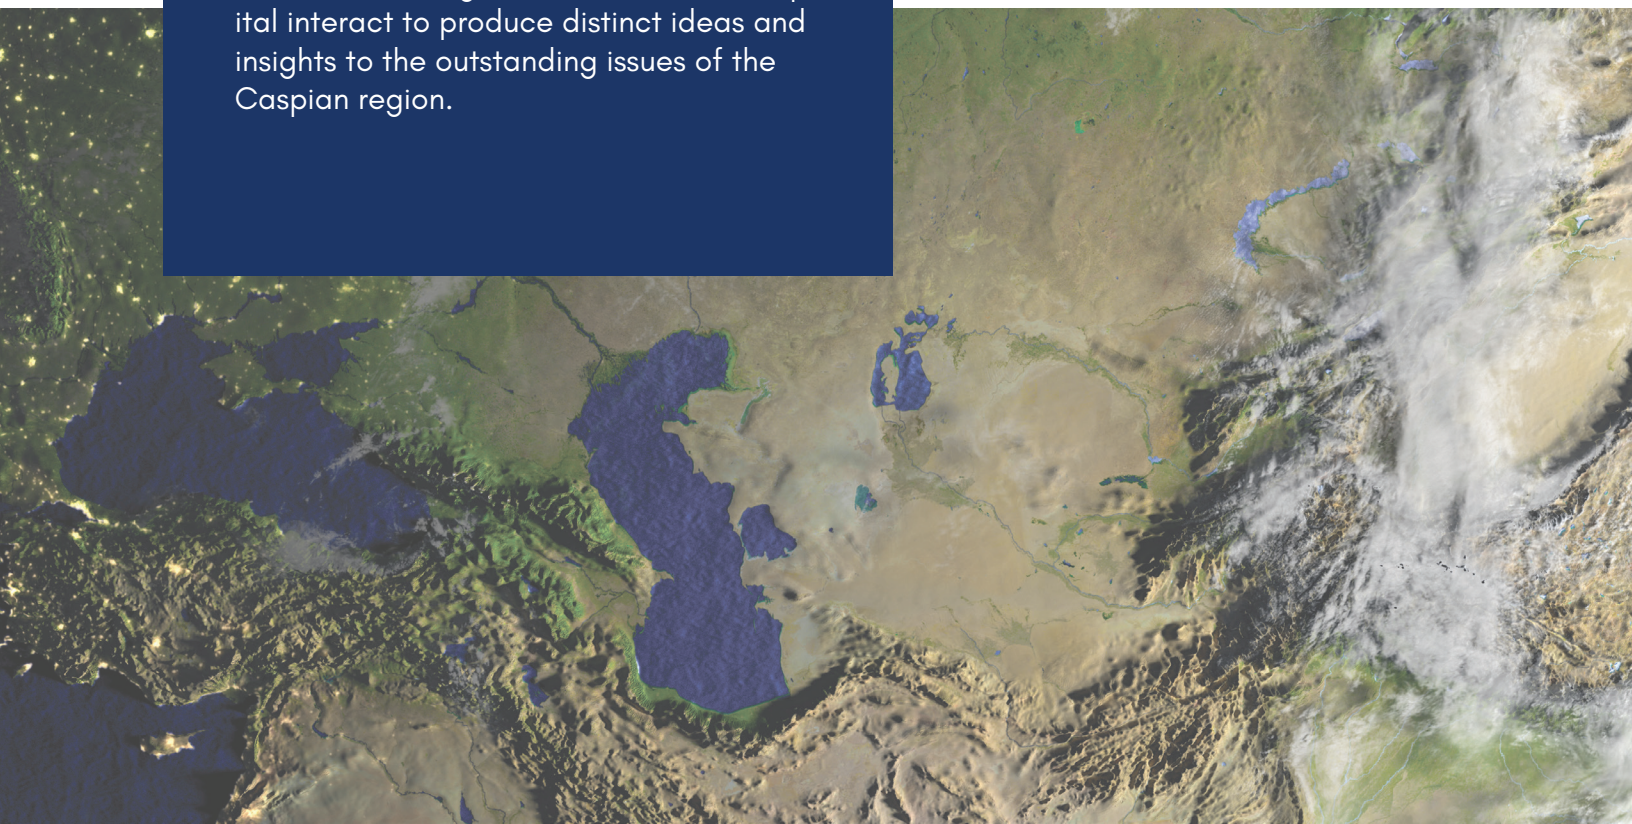 ital interact to produce distinct ideas and
insights to the outstanding issues of the
Caspian region.